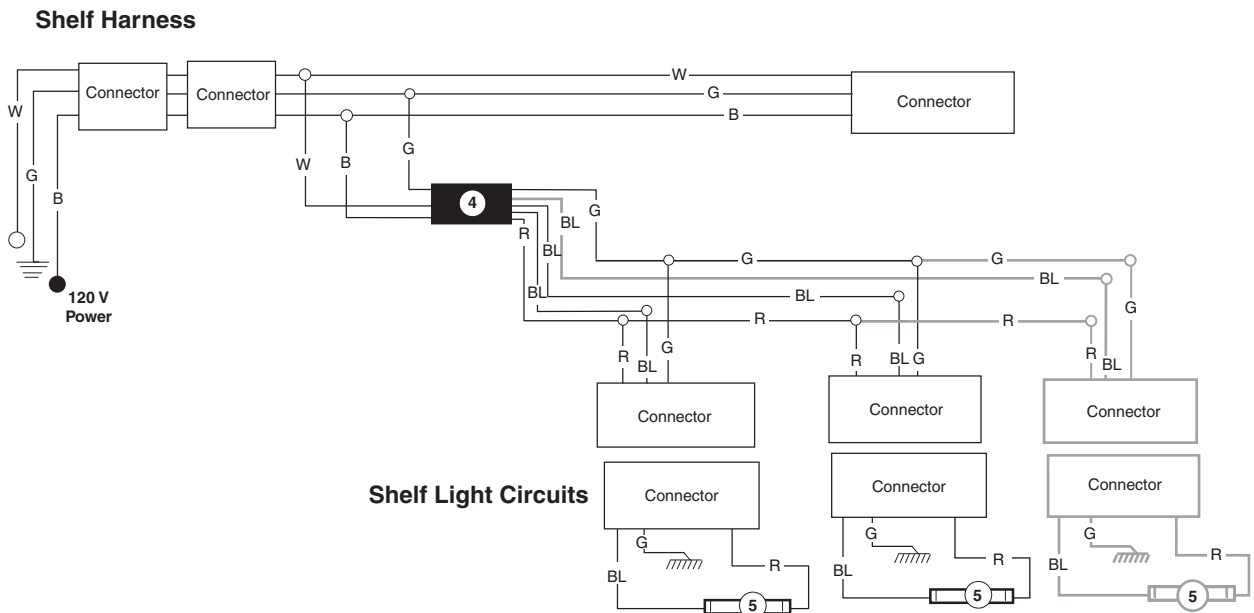 Shelf Harness
W
Connector
Connector
G
Connector
B
W
G
W
B
G
B
4
G
BL
R
BL
BL
120 V
Power
G
G
BL
BL
R
R
G
R
BL
G
R
BL
G
R
BL
Connector
Connector
Connector
Shelf Light Circuits
Connector
Connector
Connector
G
G
G
BL
R
BL
R
BL
R
5
5
5